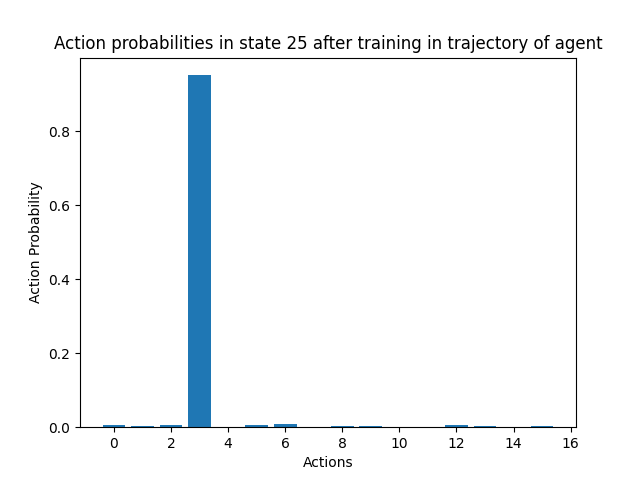 Action probabilities in state 25 after training in trajectory of agent
Action Probability
0.8
0.6
0.4
0.2
0.0
0 2 4 6 8 10 12 14 16
Actions